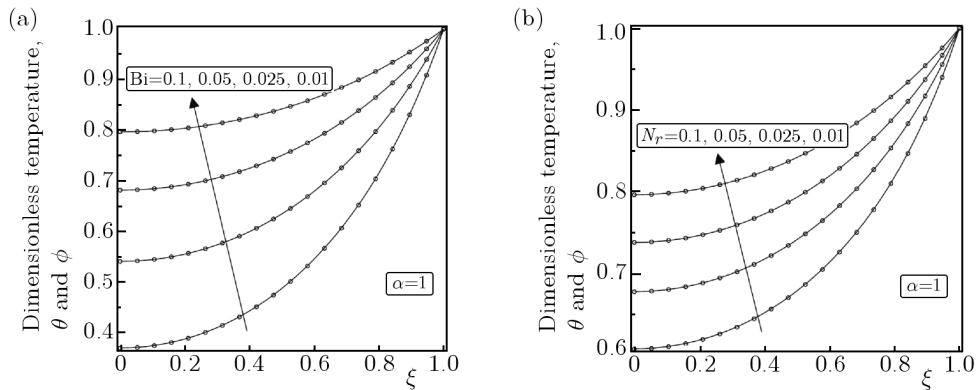 (a)
Dimensionless temperature,
θ and ϕ
1.0
0.9
0.8
0.7
0.6
0.5
0.4
Bi=0.1, 0.05, 0.025, 0.01
α=1
0 0.2 0.4 0.6 0.8 1.0
ξ
(b)
Dimensionless temperature,
θ and ϕ
1.0
0.9
0.8
0.7
0.6
N_r=0.1, 0.05, 0.025, 0.01
α=1
0 0.2 0.4 0.6 0.8 1.0
ξ